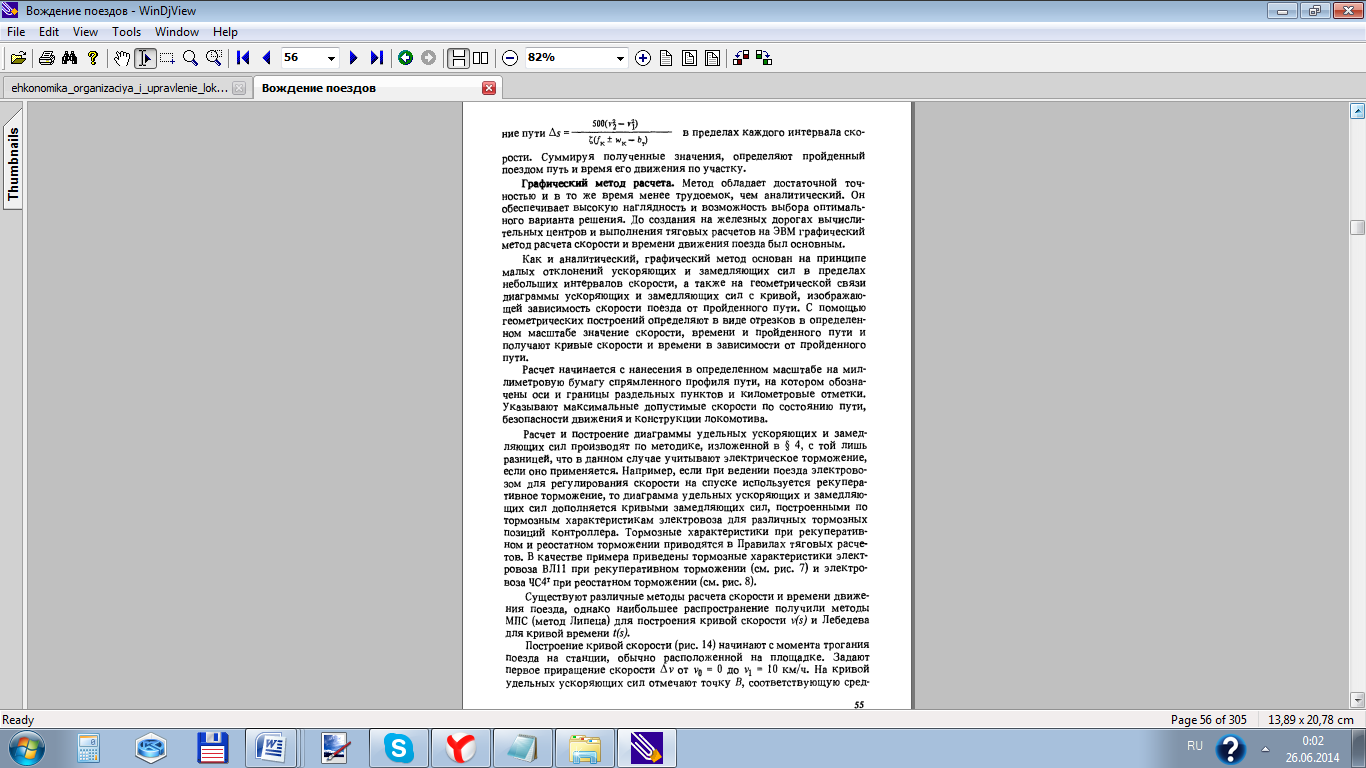 Вождение поездов - WinDjView
File Edit View Tools Window Help
56 82%
ehkonomika_organizaciya_i_upravlenie_lok... Вождение поездов
Thumbnails
ние пути Δs = 500(v₂² – v₁²) / ζ(fк ± wк – bт) в пределах каждого интервала ско-
рости. Суммируя полученные значения, определяют пройденный
поездом путь и время его движения по участку.
Графический метод расчета. Метод обладает достаточной точ-
ностью и в то же время менее трудоемок, чем аналитический. Он
обеспечивает высокую наглядность и возможность выбора оптималь-
ного варианта решения. До создания на железных дорогах вычисли-
тельных центров и выполнения тяговых расчетов на ЭВМ графический
метод расчета скорости и времени движения поезда был основным.
Как и аналитический, графический метод основан на принципе
малых отклонений ускоряющих и замедляющих сил в пределах
небольших интервалов скорости, а также на геометрической связи
диаграммы ускоряющих и замедляющих сил с кривой, изображаю-
щей зависимость скорости поезда от пройденного пути. С помощью
геометрических построений определяют в виде отрезков в определен-
ном масштабе значение скорости, времени и пройденного пути и
получают кривые скорости и времени в зависимости от пройденного
пути.
Расчет начинается с нанесения в определенном масштабе на мил-
лиметровую бумагу спрямленного профиля пути, на котором обозна-
чены оси и границы раздельных пунктов и километровые отметки.
Указывают максимальные допустимые скорости по состоянию пути,
безопасности движения и конструкции локомотива.
Расчет и построение диаграммы удельных ускоряющих и замед-
ляющих сил производят по методике, изложенной в § 4, с той лишь
разницей, что в данном случае учитывают электрическое торможение,
если оно применяется. Например, если при ведении поезда электрово-
зом для регулирования скорости на спуске используется рекупера-
тивное торможение, то диаграмма удельных ускоряющих и замедляю-
щих сил дополняется кривыми замедляющих сил, построенными по
тормозным характеристикам электровоза для различных тормозных
позиций контроллера. Тормозные характеристики при рекуператив-
ном и реостатном торможении приводятся в Правилах тяговых расче-
тов. В качестве примера приведены тормозные характеристики элект-
ровоза ВЛ11 при рекуперативном торможении (см. рис. 7) и электро-
воза ЧС4ᵀ при реостатном торможении (см. рис. 8).
Существуют различные методы расчета скорости и времени движе-
ния поезда, однако наибольшее распространение получили методы
МПС (метод Липеца) для построения кривой скорости v(s) и Лебедева
для кривой времени t(s).
Построение кривой скорости (рис. 14) начинают с момента трогания
поезда на станции, обычно расположенной на площадке. Задают
первое приращение скорости Δv от v₀ = 0 до v₁ = 10 км/ч. На кривой
удельных ускоряющих сил отмечают точку B, соответствующую сред-
55
Ready Page 56 of 305 13,89 x 20,78 cm
RU 0:02
26.06.2014